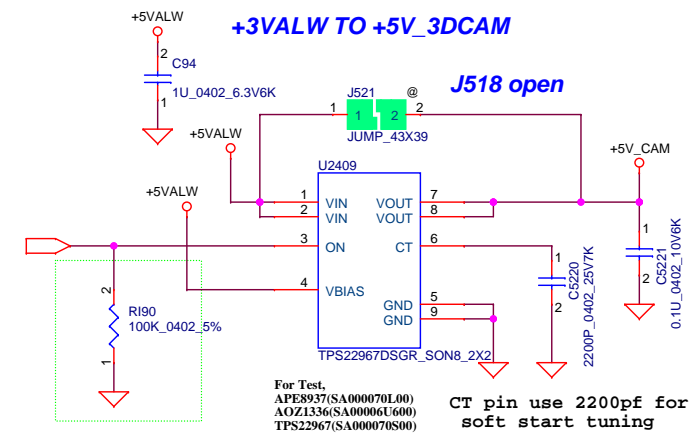 +5VALW
+3VALW TO +5V_3DCAM
2
C94
1U_0402_6.3V6K
1
J518 open
J521
@
1
1
2
2
JUMP_43X39
+5VALW
+5V_CAM
U2409
+5VALW
1
VIN
VOUT
7
2
VIN
VOUT
8
3
ON
CT
6
4
VBIAS
GND
5
GND
9
TPS22967DSGR_SON8_2X2
1
C5220
2
2200P_0402_25V7K
1
C5221
2
0.1U_0402_10V6K
2
RI90
100K_0402_5%
1
For Test,
APE8937(SA000070L00)
AOZ1336(SA00006U600)
TPS22967(SA000070S00)
CT pin use 2200pf for
soft start tuning